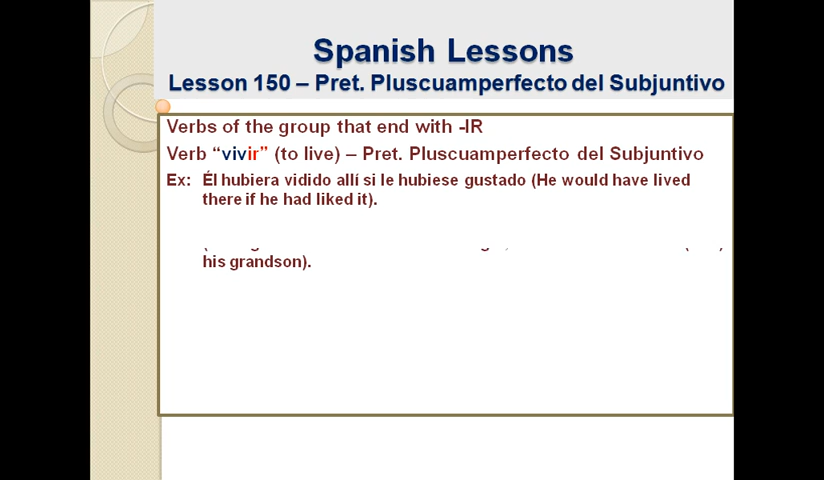 Spanish Lessons
Lesson 150 – Pret. Pluscuamperfecto del Subjuntivo
Verbs of the group that end with -IR
Verb “vivir” (to live) – Pret. Pluscuamperfecto del Subjuntivo
Ex: Él hubiera vidido allí si le hubiese gustado (He would have lived
there if he had liked it).
his grandson).